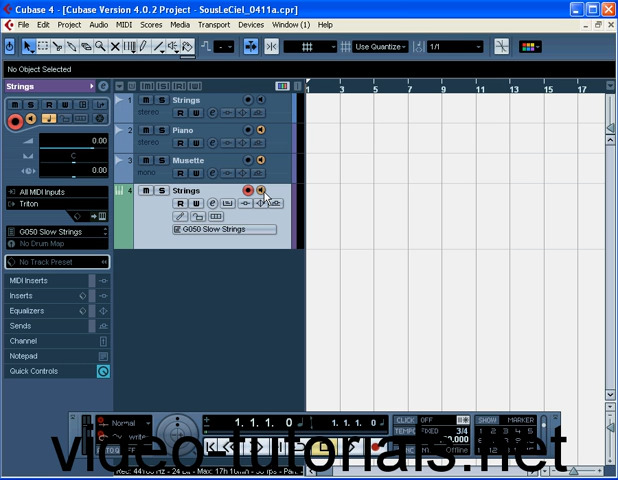 Cubase 4 - [Cubase Version 4.0.2 Project - SousLeCiel_0411a.cpr]
File Edit Project Audio MIDI Scores Transport Devices Window (1) Help
Use Quantize 1/1
No Object Selected
Strings
M S R W
0.00
C
0.00
All MIDI Inputs
Triton
G050 Slow Strings
No Drum Map
No Track Preset
MIDI Inserts
Inserts
Equalizers
Sends
Channel
Notepad
Quick Controls
M S R W
1 M S Strings
stereo R W e
2 M S Piano
stereo R W e
3 M S Musette
mono R W e
4 M S Strings
R W e
G050 Slow Strings
1 3 5 7 9 11 13 15 17
Normal
1. 1. 1. 0
1. 1. 1. 0
CLICK OFF
TEMPO FIXED 3/4
SHOW MARKER
Offline
video-tutorials.net